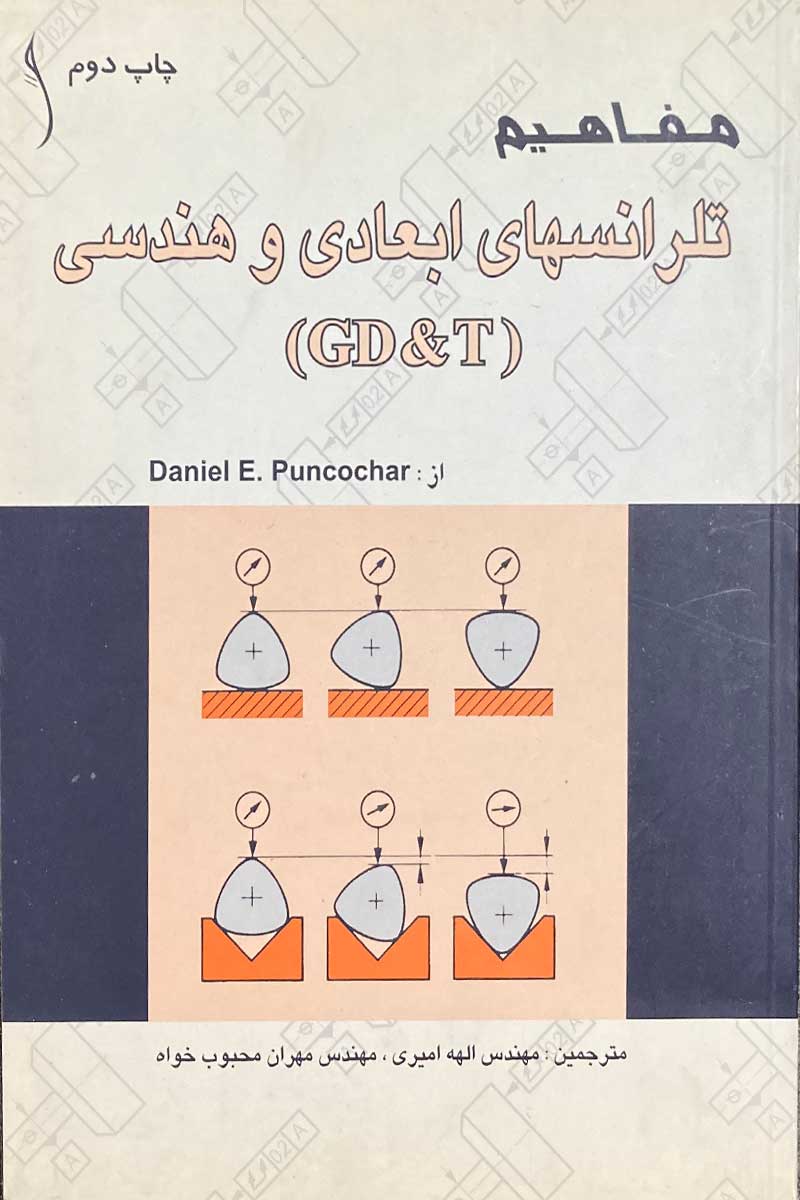 چاپ دوم
مفاهیم
تلرانسهای ابعادی و هندسی
(GD&T)
از : Daniel E. Puncochar
مترجمین : مهندس الهه امیری ، مهندس مهران محبوب خواه